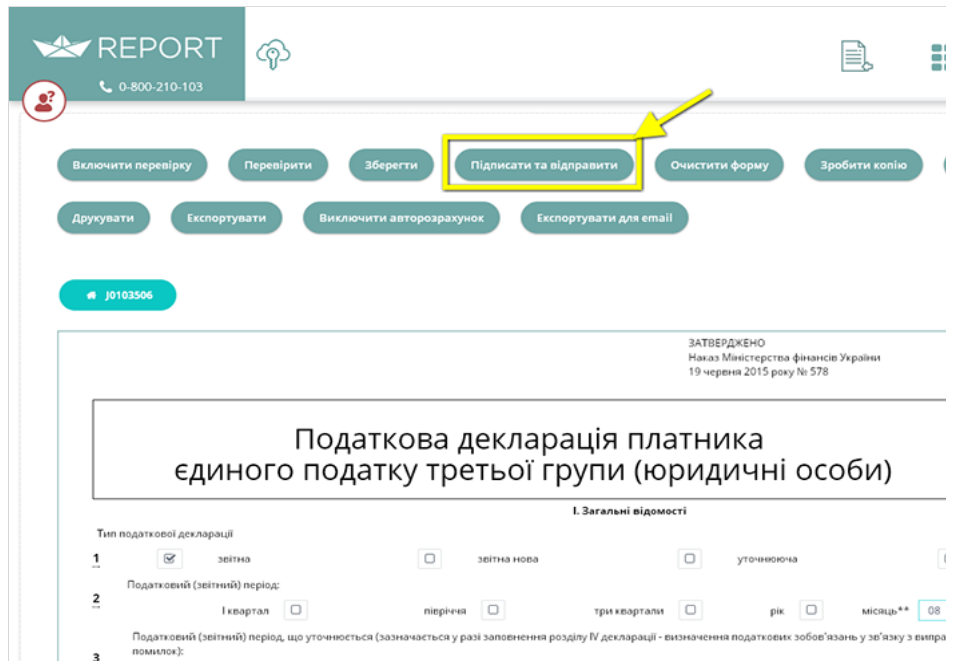 REPORT
0-800-210-103
Включити перевірку Перевірити Зберегти Підписати та відправити Очистити форму Зробити копію
Друкувати Експортувати Виключити авторозрахунок Експортувати для email
J0103506
ЗАТВЕРДЖЕНО
Наказ Міністерства фінансів України
19 червня 2015 року № 578
Податкова декларація платника
єдиного податку третьої групи (юридичні особи)
І. Загальні відомості
Тип податкової декларації
1 звітна звітна нова уточнююча
Податковий (звітний) період:
2 І квартал півріччя три квартали рік місяць** 08
Податковий (звітний) період, що уточнюється (зазначається у разі заповнення розділу IV декларації - визначення податкових зобов'язань у зв'язку з випра
3 помилок):